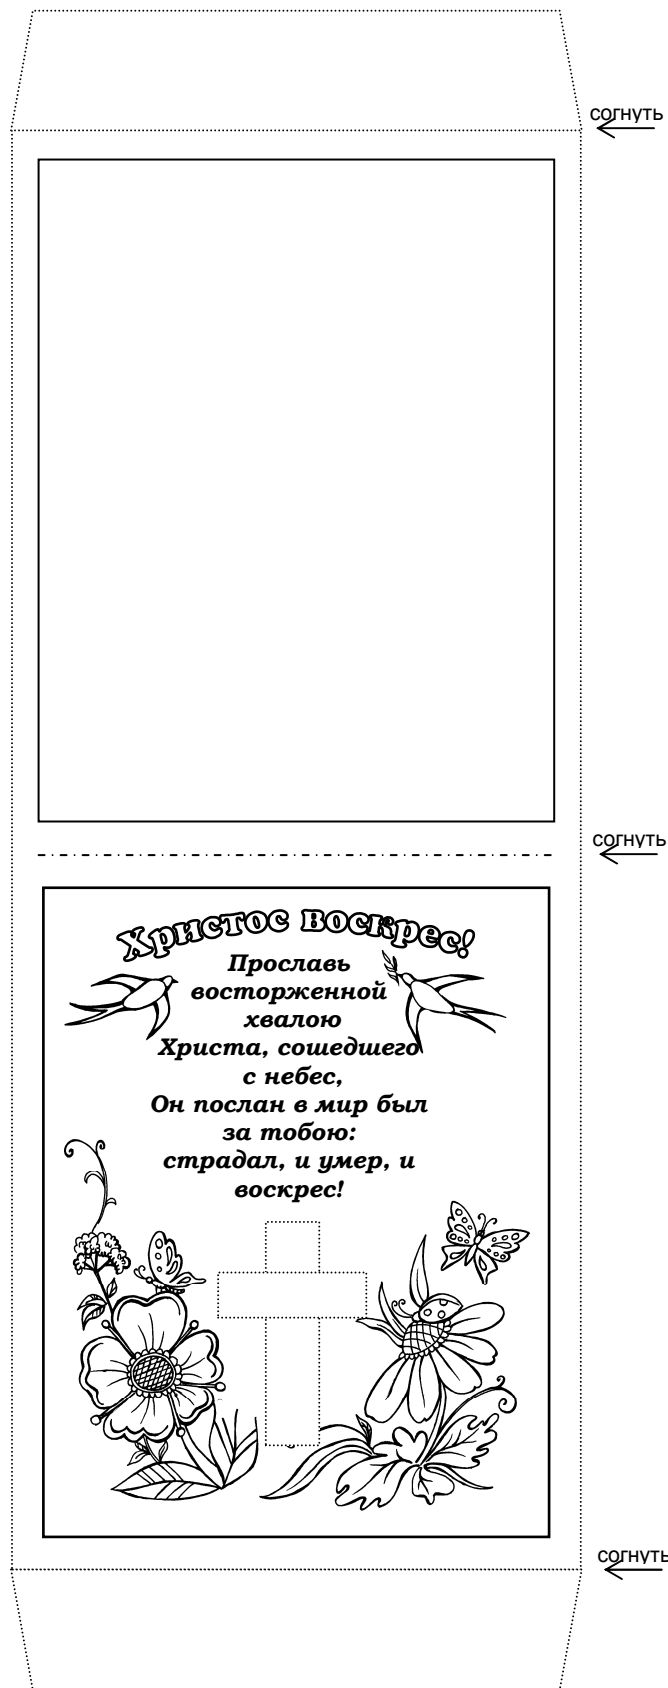 согнуть
согнуть
Христос воскрес!
Прославь
восторженной
хвалою
Христа, сошедшего
с небес,
Он послан в мир был
за тобою:
страдал, и умер, и
воскрес!
согнуть